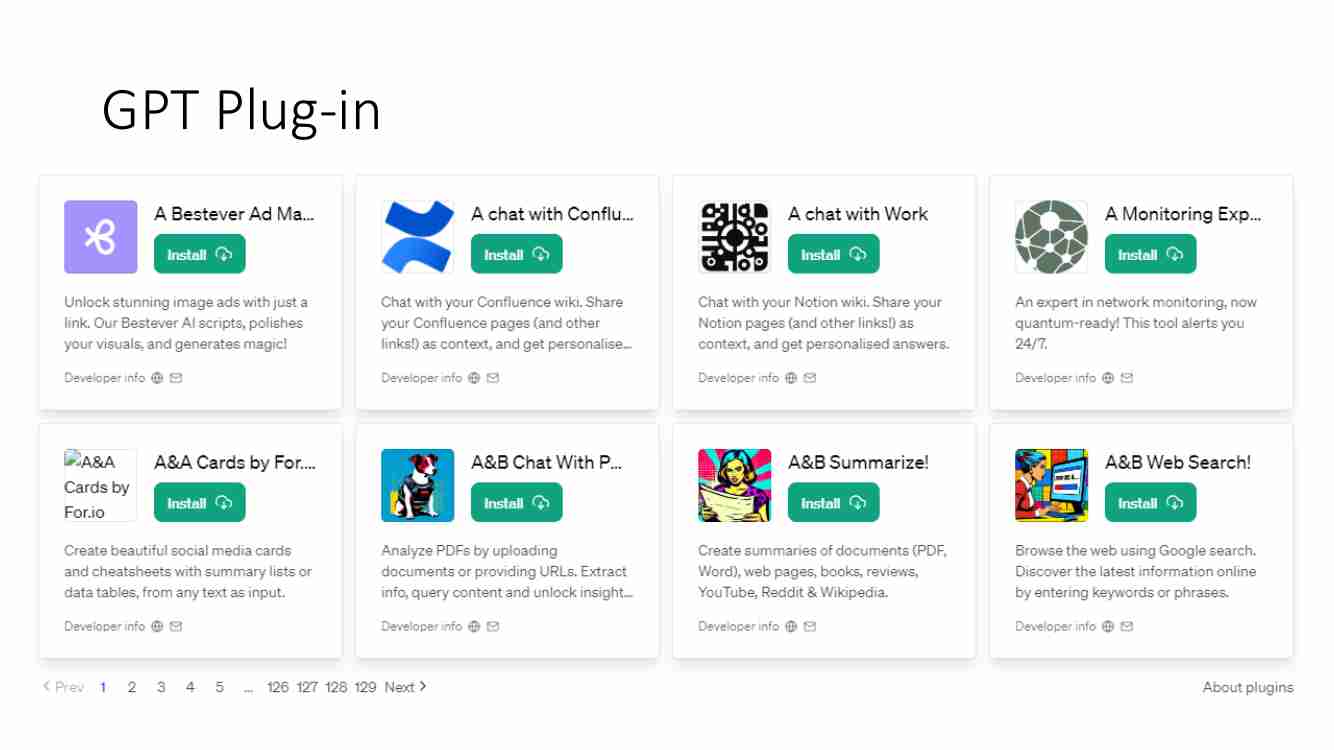 GPT Plug-in
A Bestever Ad Ma...
Install
Unlock stunning image ads with just a
link. Our Bestever AI scripts, polishes
your visuals, and generates magic!
Developer info
A chat with Conflu...
Install
Chat with your Confluence wiki. Share
your Confluence pages (and other
links!) as context, and get personalise...
Developer info
A chat with Work
Install
Chat with your Notion wiki. Share your
Notion pages (and other links!) as
context, and get personalised answers.
Developer info
A Monitoring Exp...
Install
An expert in network monitoring, now
quantum-ready! This tool alerts you
24/7.
Developer info
A&A
Cards by
For.io
A&A Cards by For....
Install
Create beautiful social media cards
and cheatsheets with summary lists or
data tables, from any text as input.
Developer info
A&B Chat With P...
Install
Analyze PDFs by uploading
documents or providing URLs. Extract
info, query content and unlock insight...
Developer info
A&B Summarize!
Install
Create summaries of documents (PDF,
Word), web pages, books, reviews,
YouTube, Reddit & Wikipedia.
Developer info
A&B Web Search!
Install
Browse the web using Google search.
Discover the latest information online
by entering keywords or phrases.
Developer info
Prev 1 2 3 4 5 ... 126 127 128 129 Next
About plugins